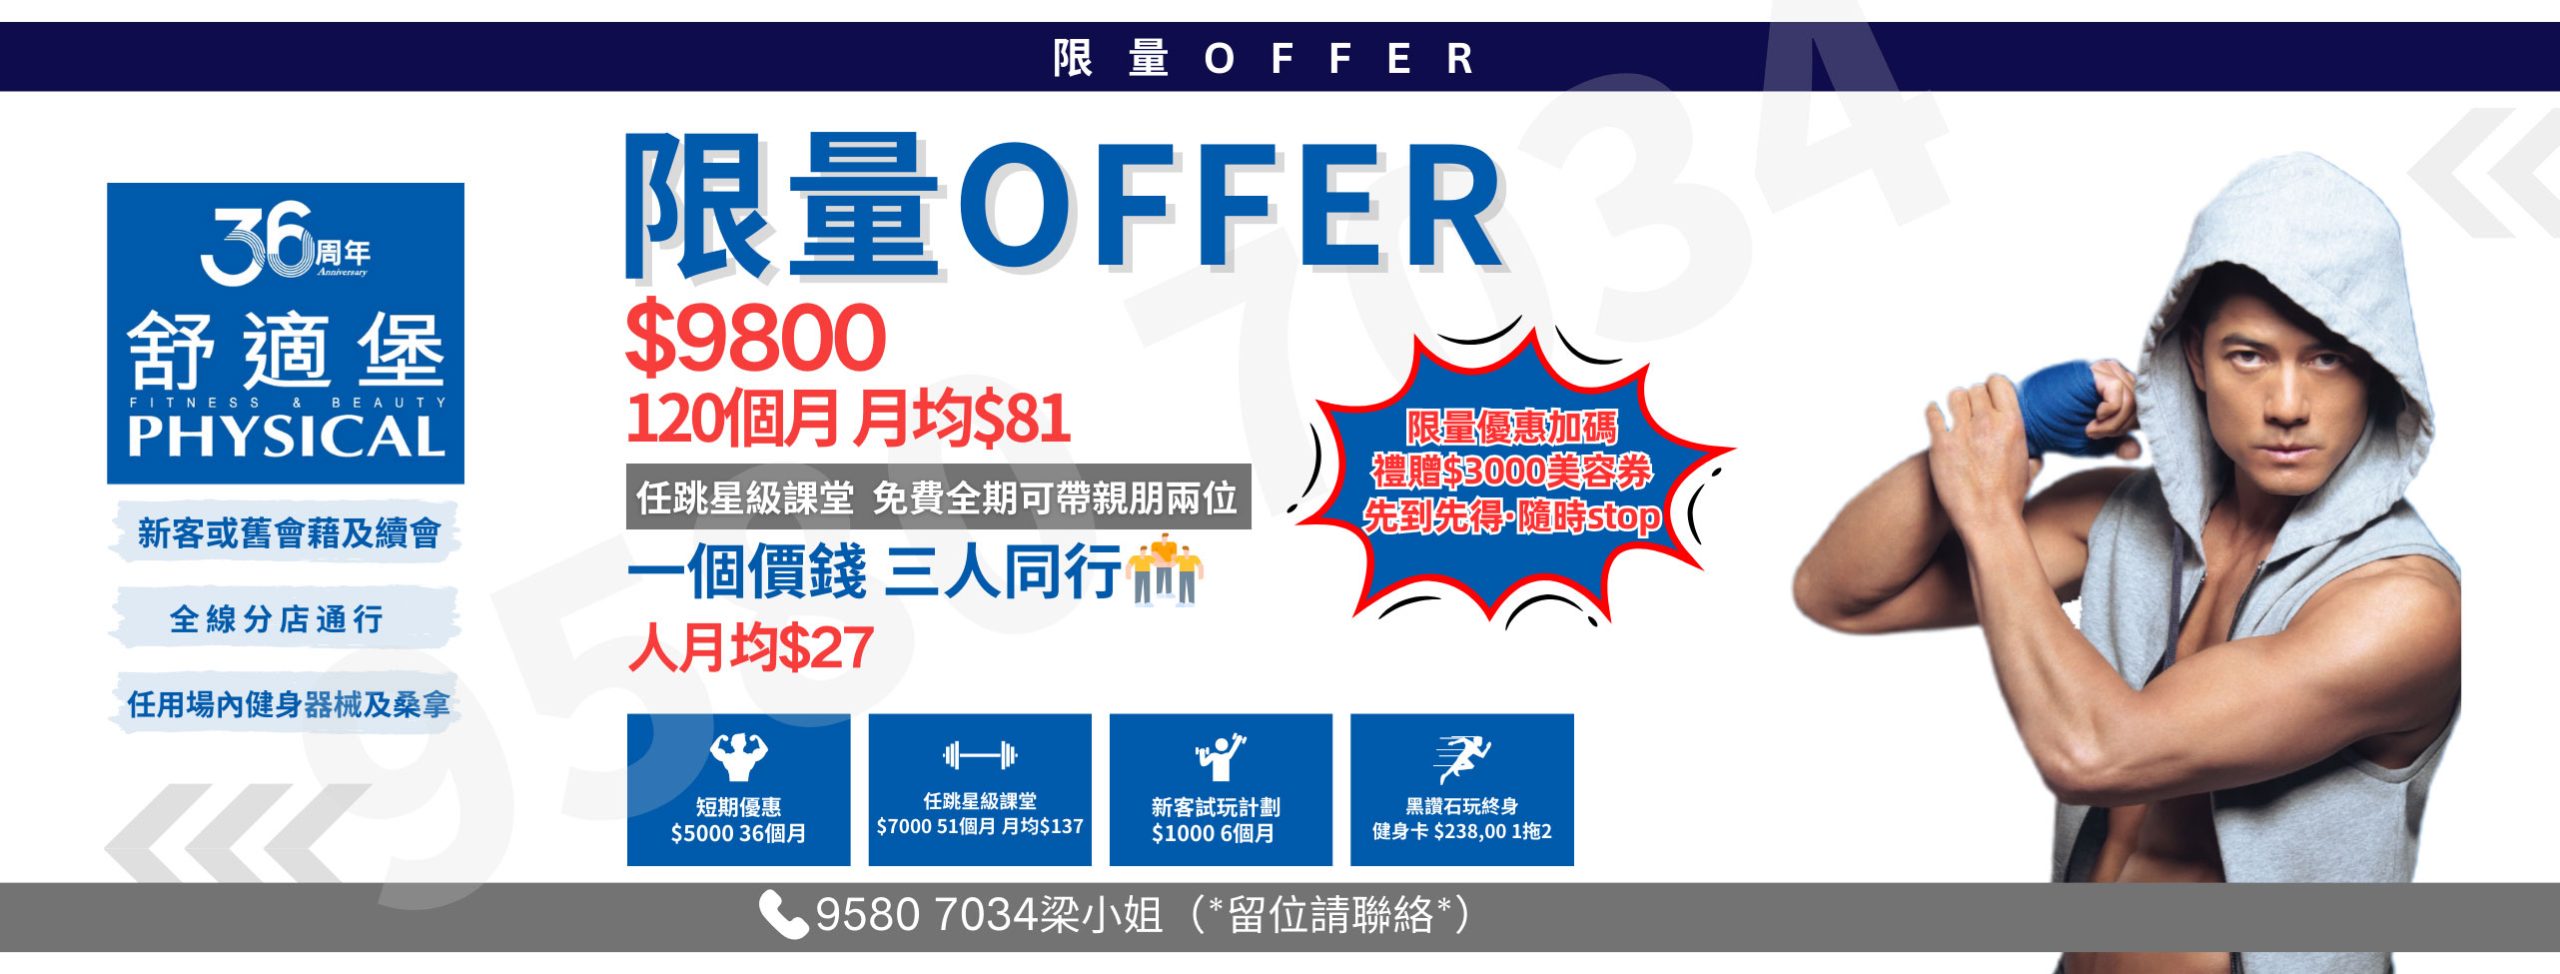 限量OFFER
36周年
Anniversary
舒適堡
FITNESS & BEAUTY
PHYSICAL
新客或舊會藉及續會
全線分店通行
任用場內健身器械及桑拿
限量OFFER
$9800
120個月 月均$81
任跳星級課堂 免費全期可帶親朋兩位
一個價錢 三人同行
人月均$27
限量優惠加碼
禮贈$3000美容券
先到先得·隨時stop
短期優惠
$5000 36個月
任跳星級課堂
$7000 51個月 月均$137
新客試玩計劃
$1000 6個月
黑讚石玩終身
健身卡 $238,00 1拖2
9580 7034梁小姐（*留位請聯絡*）
9580 7034